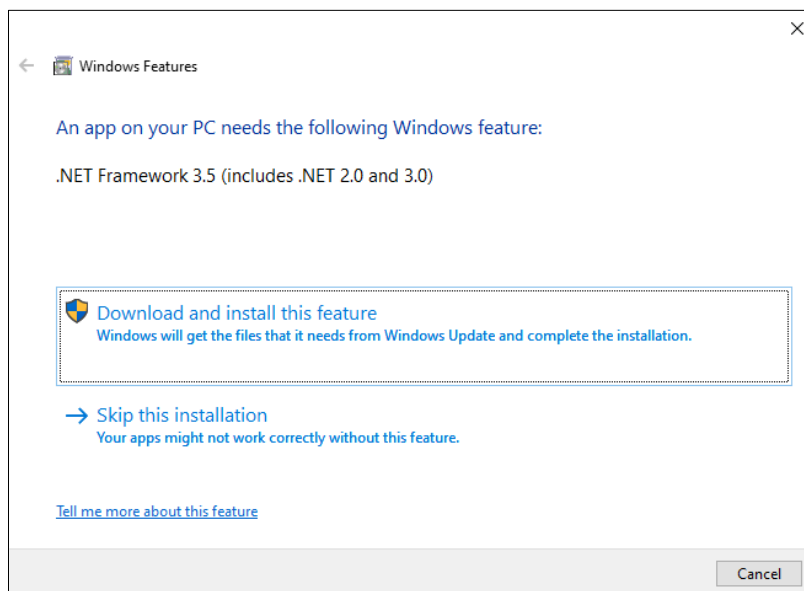 Windows Features
An app on your PC needs the following Windows feature:
.NET Framework 3.5 (includes .NET 2.0 and 3.0)
Download and install this feature
Windows will get the files that it needs from Windows Update and complete the installation.
Skip this installation
Your apps might not work correctly without this feature.
Tell me more about this feature
Cancel